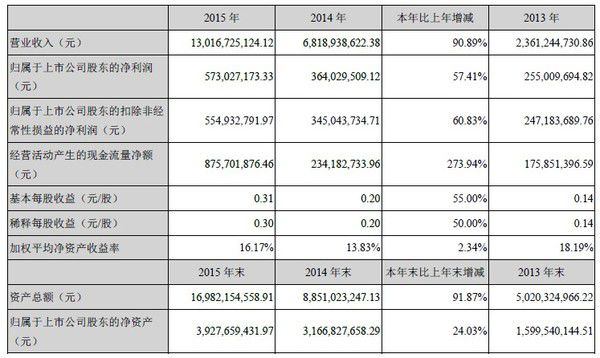 2015 年 2014 年 本年比上年增减 2013 年
营业收入（元） 13,016,725,124.12 6,818,938,622.38 90.89% 2,361,244,730.86
归属于上市公司股东的净利润 573,027,173.33 364,029,509.12 57.41% 255,009,694.82
（元）
归属于上市公司股东的扣除非经 554,932,791.97 345,043,734.71 60.83% 247,183,689.76
常性损益的净利润（元）
经营活动产生的现金流量净额 875,701,876.46 234,182,733.96 273.94% 175,851,396.59
（元）
基本每股收益（元/股） 0.31 0.20 55.00% 0.14
稀释每股收益（元/股） 0.30 0.20 50.00% 0.14
加权平均净资产收益率 16.17% 13.83% 2.34% 18.19%
2015 年末 2014 年末 本年末比上年末增减 2013 年末
资产总额（元） 16,982,154,558.91 8,851,023,247.13 91.87% 5,020,324,966.22
归属于上市公司股东的净资产 3,927,659,431.97 3,166,827,658.29 24.03% 1,599,540,144.51
（元）